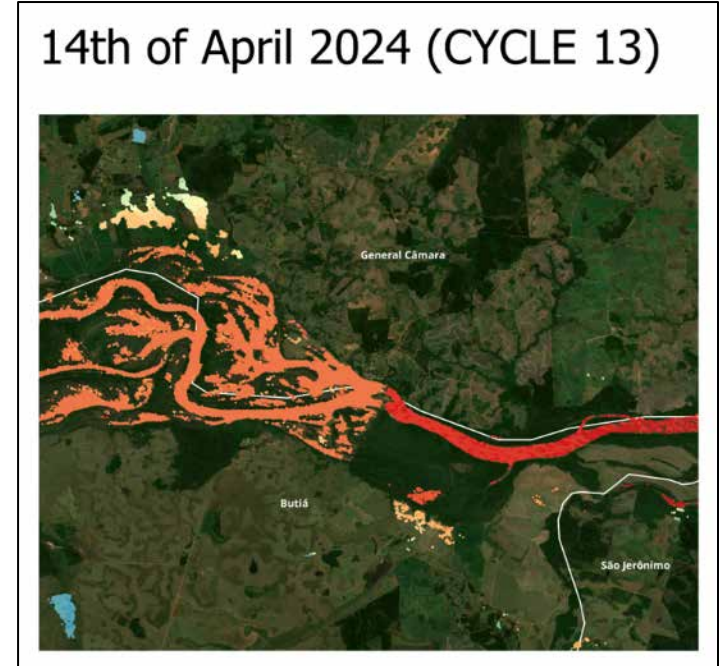 14th of April 2024 (CYCLE 13)
General Câmara
Butiá
São Jerônimo